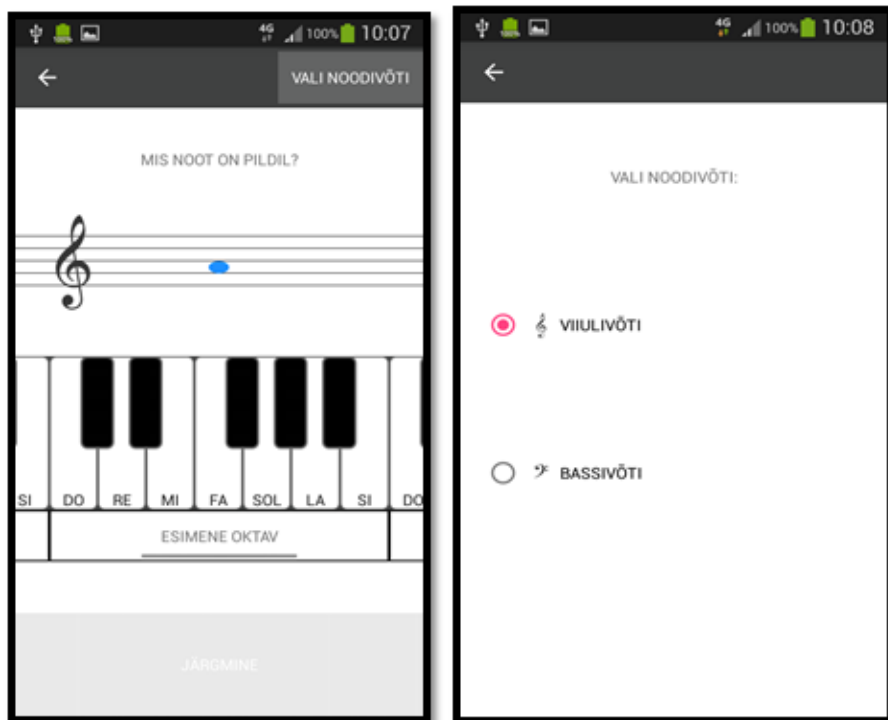 4G 100% 10:07
VALI NOODIVÕTI
MIS NOOT ON PILDIL?
SI DO RE MI FA SOL LA SI DO
ESIMENE OKTAV
JÄRGMINE
4G 100% 10:08
VALI NOODIVÕTI:
VIIULIVÕTI
BASSIVÕTI